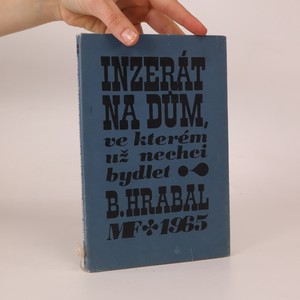 INZERÁT
NA DŮM,
ve kterém
už nechci
bydlet
B. HRABAL
MF 1965